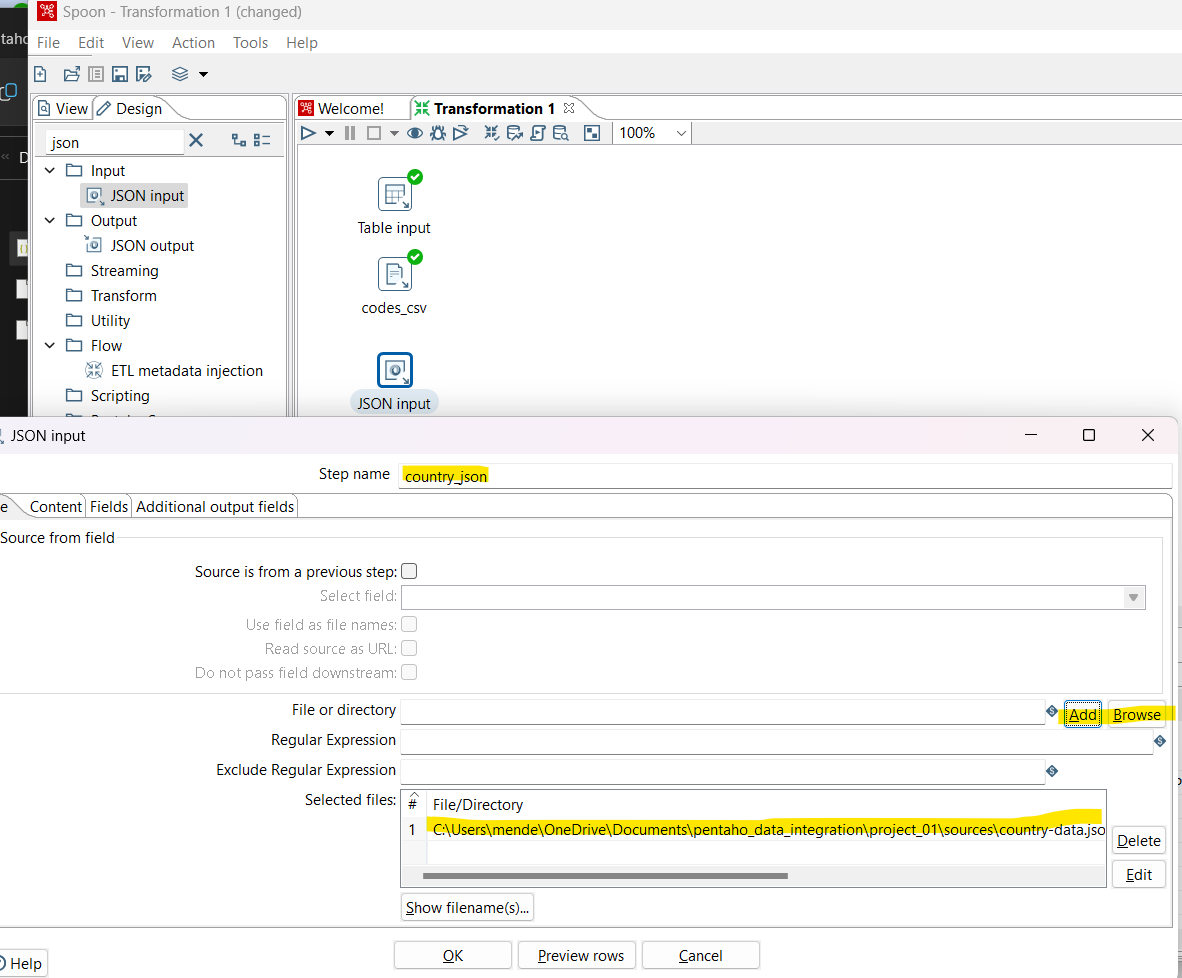 Spoon - Transformation 1 (changed)
File Edit View Action Tools Help
View Design
Welcome! Transformation 1
json
100%
Input
JSON input
Output
JSON output
Streaming
Transform
Utility
Flow
ETL metadata injection
Scripting
Table input
codes_csv
JSON input
JSON input
Step name country_json
e Content Fields Additional output fields
Source from field
Source is from a previous step:
Select field:
Use field as file names:
Read source as URL:
Do not pass field downstream:
File or directory Add Browse
Regular Expression
Exclude Regular Expression
Selected files: # File/Directory
1 C:\Users\mende\OneDrive\Documents\pentaho_data_integration\project_01\sources\country-data.jso
Delete
Edit
Show filename(s)...
Help OK Preview rows Cancel